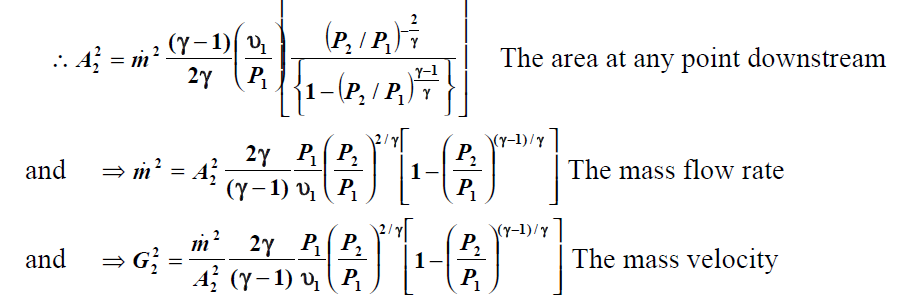 ∴ A₂² = ṁ² (γ−1)/2γ (υ₁/P₁) [(P₂ / P₁)^(−2/γ) / {1−(P₂ / P₁)^((γ−1)/γ)}] The area at any point downstream
and ⇒ ṁ² = A₂² 2γ/(γ−1) P₁/υ₁ (P₂/P₁)^(2/γ) [1−(P₂/P₁)^((γ−1)/γ)] The mass flow rate
and ⇒ G₂² = ṁ²/A₂² 2γ/(γ−1) P₁/υ₁ (P₂/P₁)^(2/γ) [1−(P₂/P₁)^((γ−1)/γ)] The mass velocity